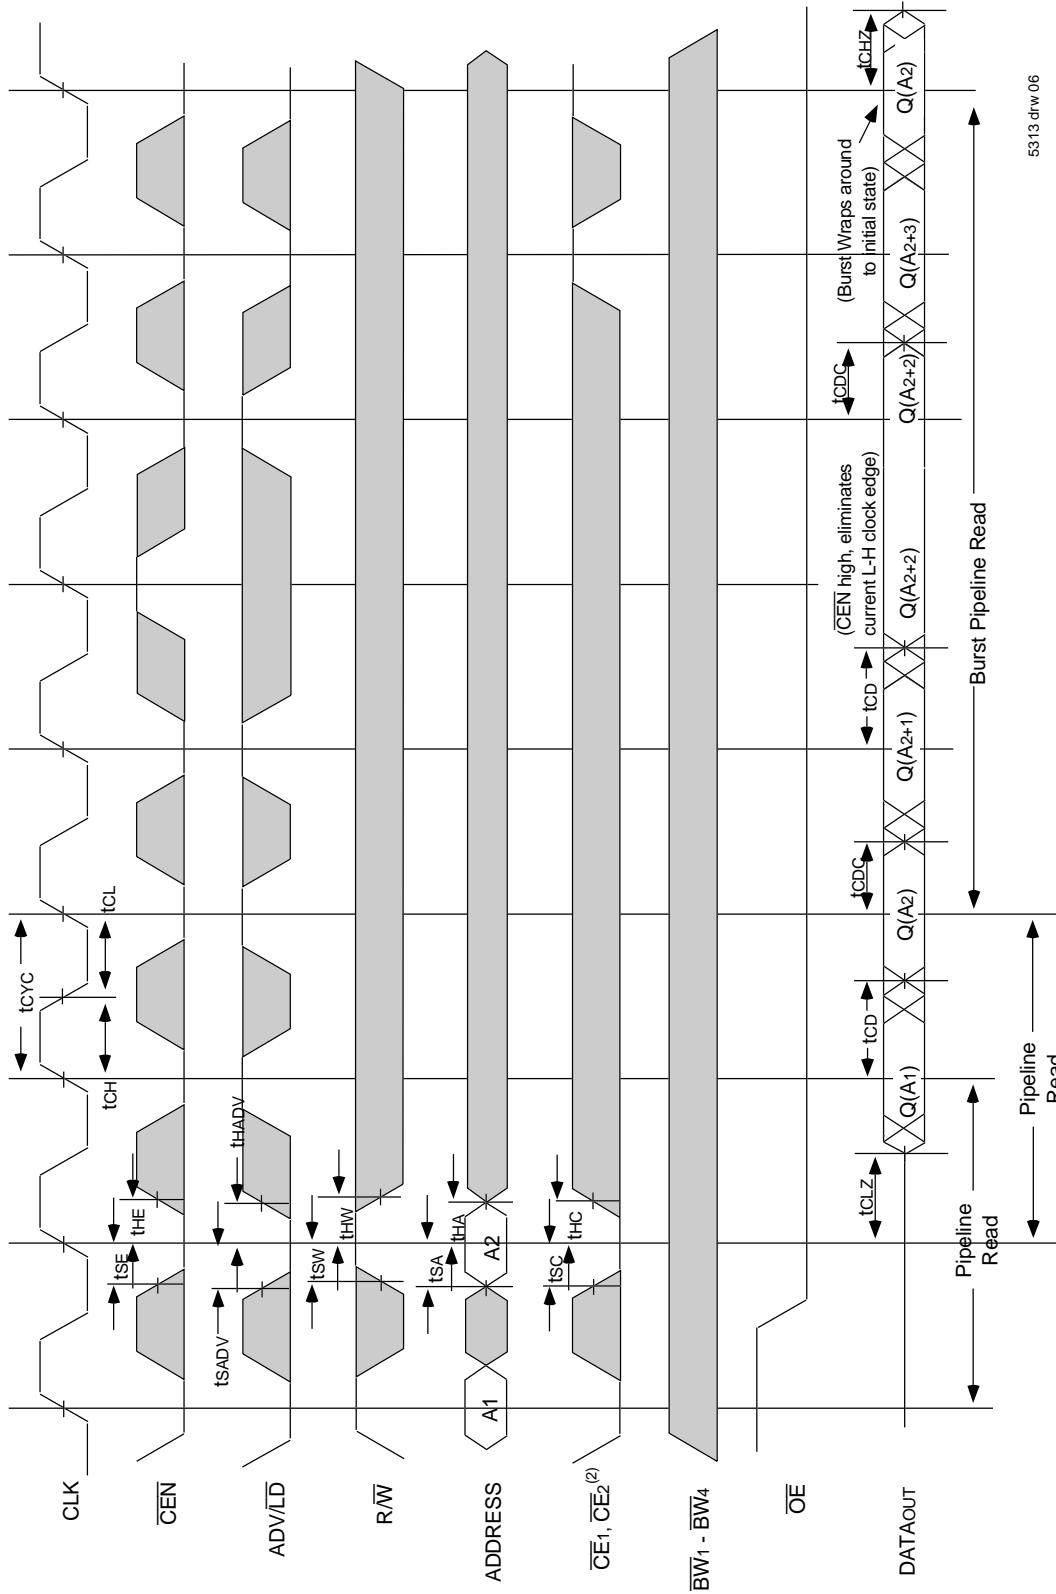 CLK
CEN
ADV/LD
R/W
ADDRESS
CE1, CE2(2)
BW1 - BW4
OE
DATAOUT
tCYC
tCH
tCL
tSE
tHE
tSADV
tHADV
tSW
tHW
tSA
tHA
A1
A2
tSC
tHC
tCLZ
tCD
tCDC
tCD
tCDC
tCHZ
(CEN high, eliminates
current L-H clock edge)
(Burst Wraps around
to initial state)
Q(A1)
Q(A2)
Q(A2+1)
Q(A2+2)
Q(A2+2)
Q(A2+3)
Q(A2)
Pipeline
Read
Pipeline
Read
Burst Pipeline Read
5313 drw 06